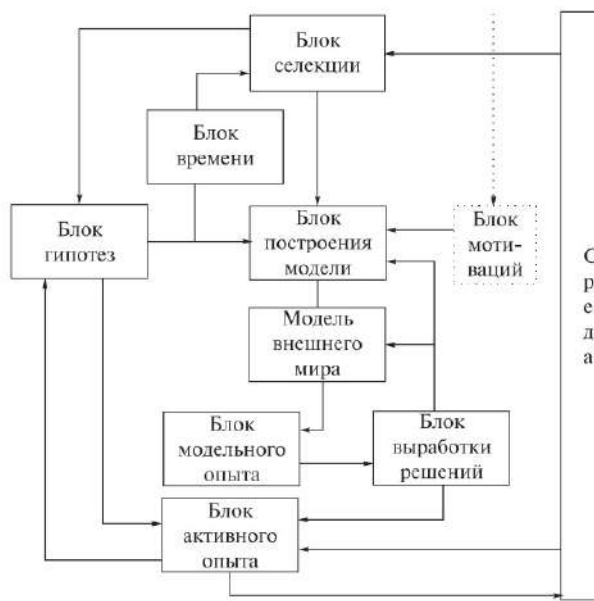 Блок
селекции
Блок
времени
Блок
гипотез
Блок
построения
модели
Блок
моти-
ваций
С
р
е
д
а
Модель
внешнего
мира
Блок
модельного
опыта
Блок
выработки
решений
Блок
активного
опыта